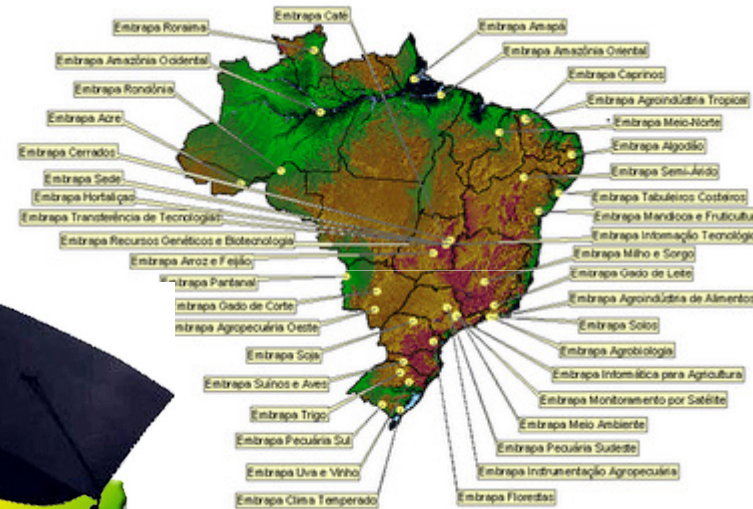 Embrapa Café
Embrapa Roraima
Embrapa Amapá
Embrapa Amazônia Oriental
Embrapa Amazônia Ocidental
Embrapa Caprinos
Embrapa Rondônia
Embrapa Agroindústria Tropical
Embrapa Acre
Embrapa Meio-Norte
Embrapa Algodão
Embrapa Cerrados
Embrapa Semi-Árido
Embrapa Sede
Embrapa Hortaliças
Embrapa Tabuleiros Costeiros
Embrapa Transferência de Tecnologias
Embrapa Mandioca e Fruticultu
Embrapa Recursos Genéticos e Biotecnologia
Embrapa Informação Tecnológic
Embrapa Arroz e Feijão
Embrapa Milho e Sorgo
Embrapa Pantanal
Embrapa Gado de Leite
Embrapa Gado de Corte
Embrapa Agroindústria de Alimento
Embrapa Agropecuária Oeste
Embrapa Solos
Embrapa Soja
Embrapa Agrobiologia
Embrapa Informática para Agricultura
Embrapa Suínos e Aves
Embrapa Monitoramento por Satélite
Embrapa Trigo
Embrapa Meio Ambiente
Embrapa Pecuária Sul
Embrapa Pecuária Sudeste
Embrapa Uva e Vinho
Embrapa Instrumentação Agropecuária
Embrapa Clima Temperado
Embrapa Florestas